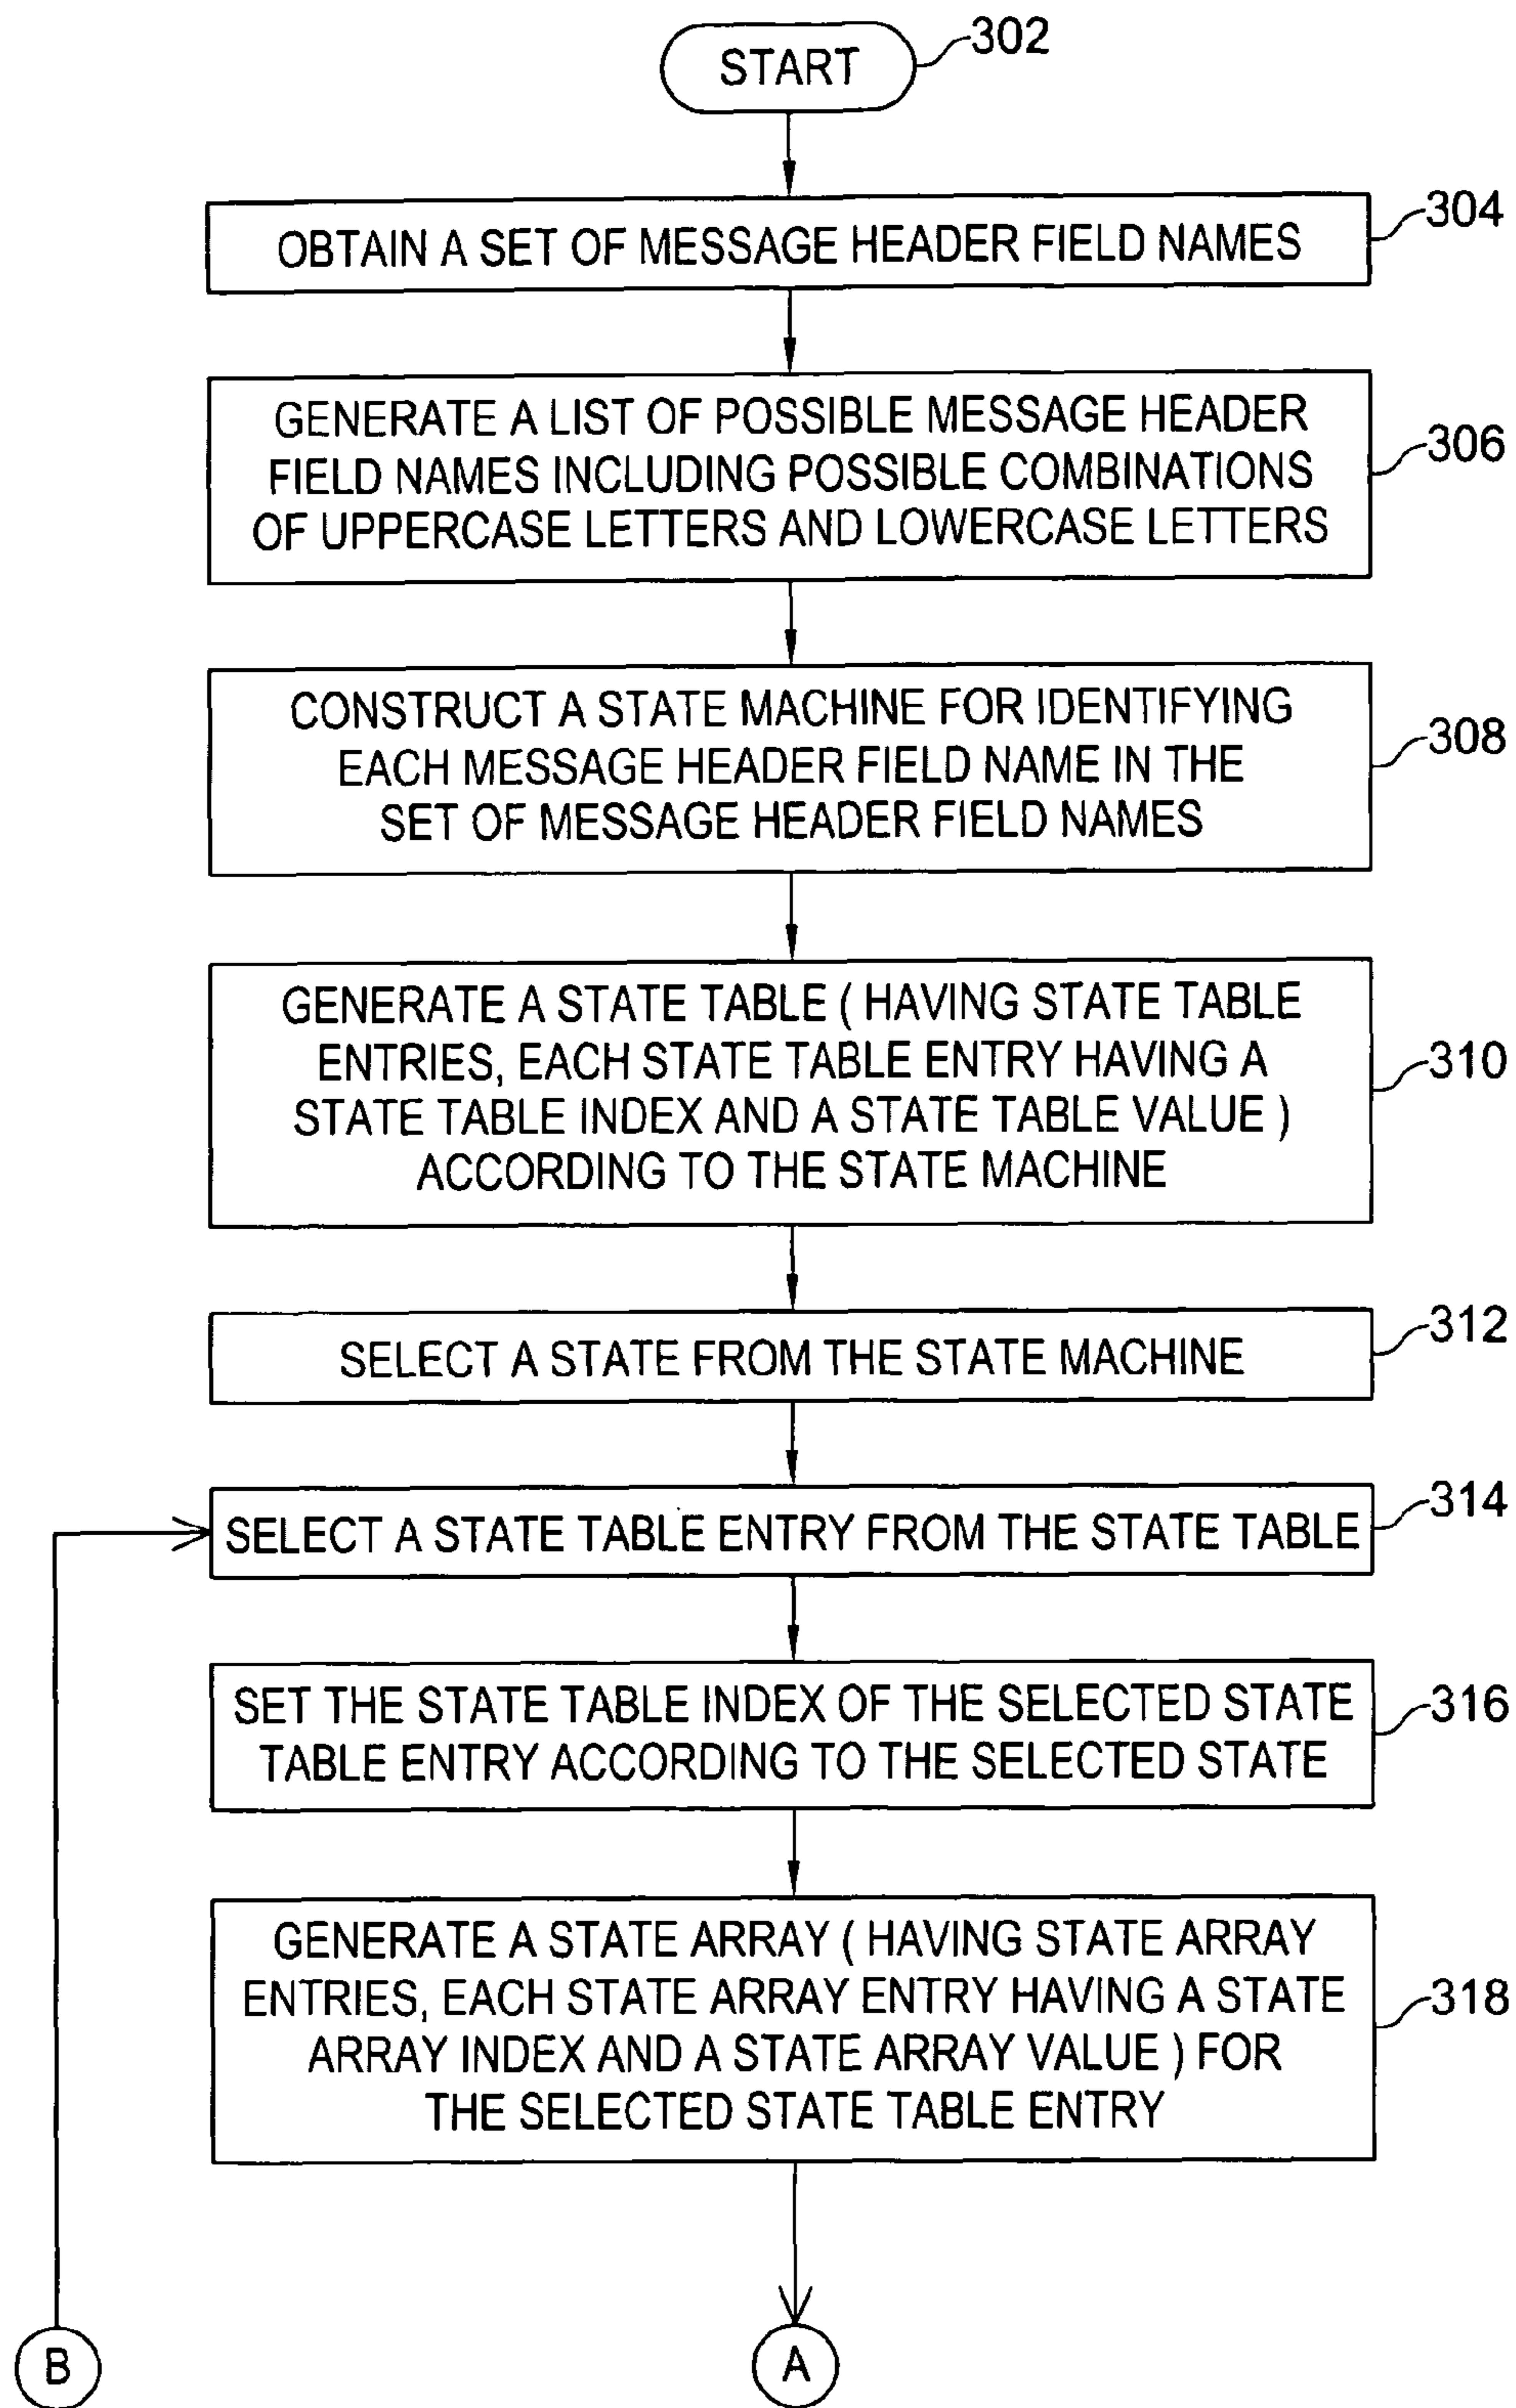 START
302
OBTAIN A SET OF MESSAGE HEADER FIELD NAMES
304
GENERATE A LIST OF POSSIBLE MESSAGE HEADER
FIELD NAMES INCLUDING POSSIBLE COMBINATIONS
OF UPPERCASE LETTERS AND LOWERCASE LETTERS
306
CONSTRUCT A STATE MACHINE FOR IDENTIFYING
EACH MESSAGE HEADER FIELD NAME IN THE
SET OF MESSAGE HEADER FIELD NAMES
308
GENERATE A STATE TABLE ( HAVING STATE TABLE
ENTRIES, EACH STATE TABLE ENTRY HAVING A
STATE TABLE INDEX AND A STATE TABLE VALUE )
ACCORDING TO THE STATE MACHINE
310
SELECT A STATE FROM THE STATE MACHINE
312
SELECT A STATE TABLE ENTRY FROM THE STATE TABLE
314
SET THE STATE TABLE INDEX OF THE SELECTED STATE
TABLE ENTRY ACCORDING TO THE SELECTED STATE
316
GENERATE A STATE ARRAY ( HAVING STATE ARRAY
ENTRIES, EACH STATE ARRAY ENTRY HAVING A STATE
ARRAY INDEX AND A STATE ARRAY VALUE ) FOR
THE SELECTED STATE TABLE ENTRY
318
B
A